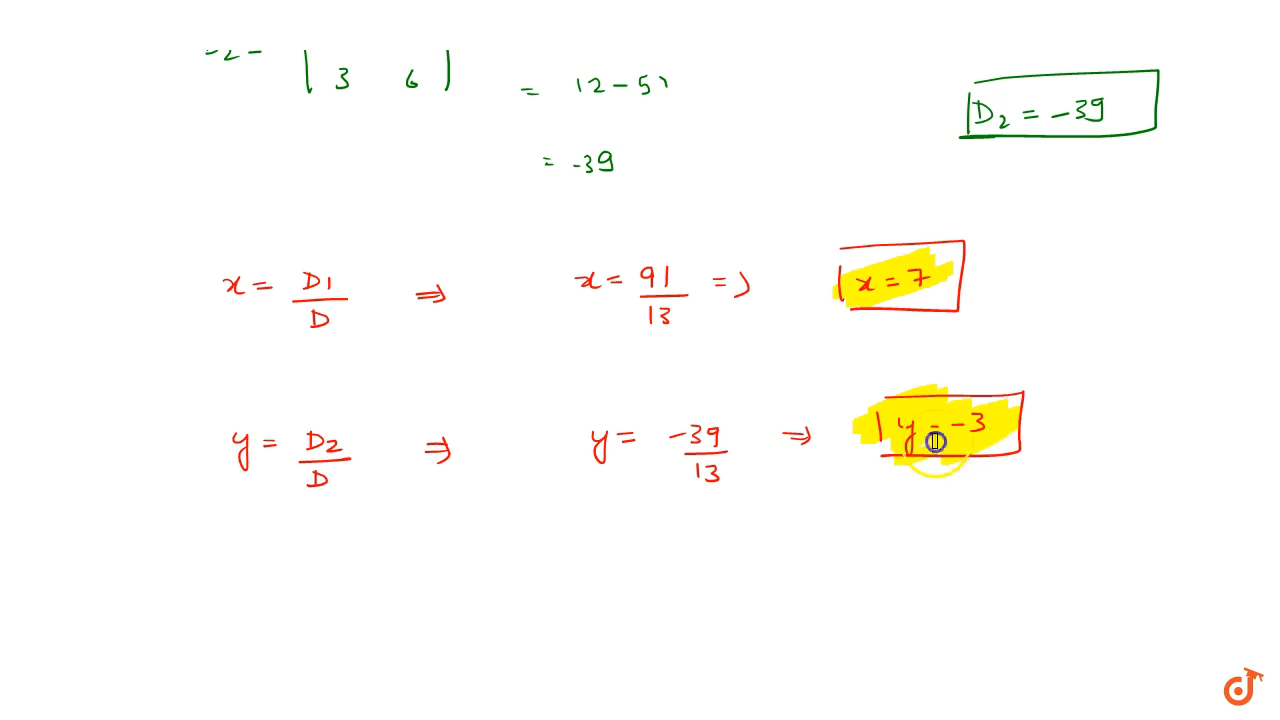 | 3 6 |
= 12 - 51
D₂ = -39
= -39
x = D1/D ⇒ x = 91/13 ⇒ x = 7
y = D2/D ⇒ y = -39/13 ⇒ y = -3